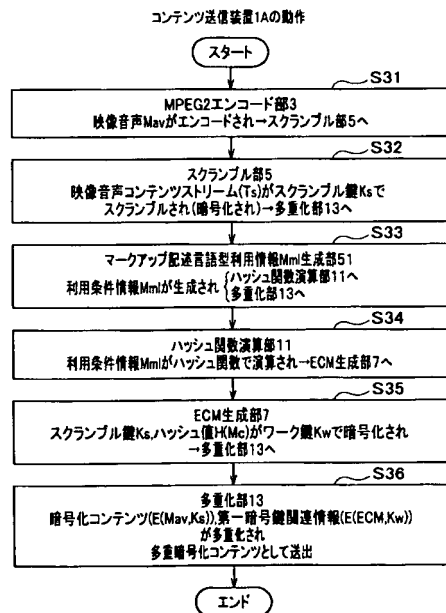 コンテンツ送信装置1Aの動作
スタート
S31
MPEG2エンコード部3
映像音声Mavがエンコードされ→スクランブル部5へ
S32
スクランブル部5
映像音声コンテンツストリーム(Ts)がスクランブル鍵Ksで
スクランブルされ(暗号化され)→多重化部13へ
S33
マークアップ記述言語型利用情報Mml生成部51
利用条件情報Mmlが生成され{ハッシュ関数演算部11へ
多重化部13へ
S34
ハッシュ関数演算部11
利用条件情報Mmlがハッシュ関数で演算され→ECM生成部7へ
S35
ECM生成部7
スクランブル鍵Ks,ハッシュ値H(Mc)がワーク鍵Kwで暗号化され
→多重化部13へ
S36
多重化部13
暗号化コンテンツ(E(Mav,Ks)),第一暗号鍵関連情報(E(ECM,Kw))
が多重化され
多重暗号化コンテンツとして送出
エンド